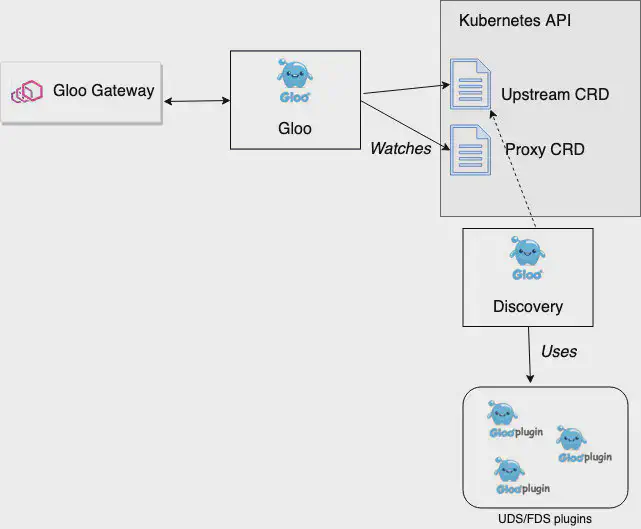 Kubernetes API
Gloo Gateway
Gloo
Gloo
Watches
Upstream CRD
Proxy CRD
Gloo
Discovery
Uses
Gloo plugin
Gloo plugin
Gloo plugin
UDS/FDS plugins